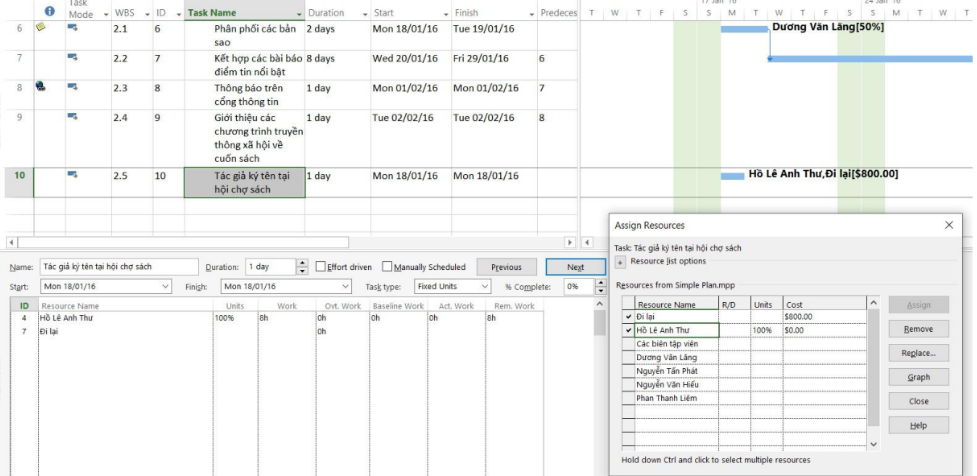 Task
Mode WBS ID Task Name Duration Start Finish Predeces
17 Jan '16 24 Jan '16
T W T F S S M T W T F S S M T W T
6 2.1 6 Phân phối các bản sao 2 days Mon 18/01/16 Tue 19/01/16
Dương Văn Lãng[50%]
7 2.2 7 Kết hợp các bài báo điểm tin nổi bật 8 days Wed 20/01/16 Fri 29/01/16 6
8 2.3 8 Thông báo trên cổng thông tin 1 day Mon 01/02/16 Mon 01/02/16 7
9 2.4 9 Giới thiệu các chương trình truyền thông xã hội về cuốn sách 1 day Tue 02/02/16 Tue 02/02/16 8
10 2.5 10 Tác giả ký tên tại hội chợ sách 1 day Mon 18/01/16 Mon 18/01/16
Hồ Lê Anh Thư,Đi lại[$800.00]
Name: Tác giả ký tên tại hội chợ sách Duration: 1 day Effort driven Manually Scheduled Previous Next
Start: Mon 18/01/16 Finish: Mon 18/01/16 Task type: Fixed Units % Complete: 0%
ID Resource Name Units Work Ovt. Work Baseline Work Act. Work Rem. Work
4 Hồ Lê Anh Thư 100% 8h 0h 0h 0h 8h
7 Đi lại 0h
Assign Resources
Task: Tác giả ký tên tại hội chợ sách
+ Resource list options
Resources from Simple Plan.mpp
Resource Name R/D Units Cost
Đi lại $800.00
Hồ Lê Anh Thư 100% $0.00
Các biên tập viên
Dương Văn Lãng
Nguyễn Tấn Phát
Nguyễn Văn Hiếu
Phan Thanh Liêm
Assign
Remove
Replace...
Graph
Close
Help
Hold down Ctrl and click to select multiple resources